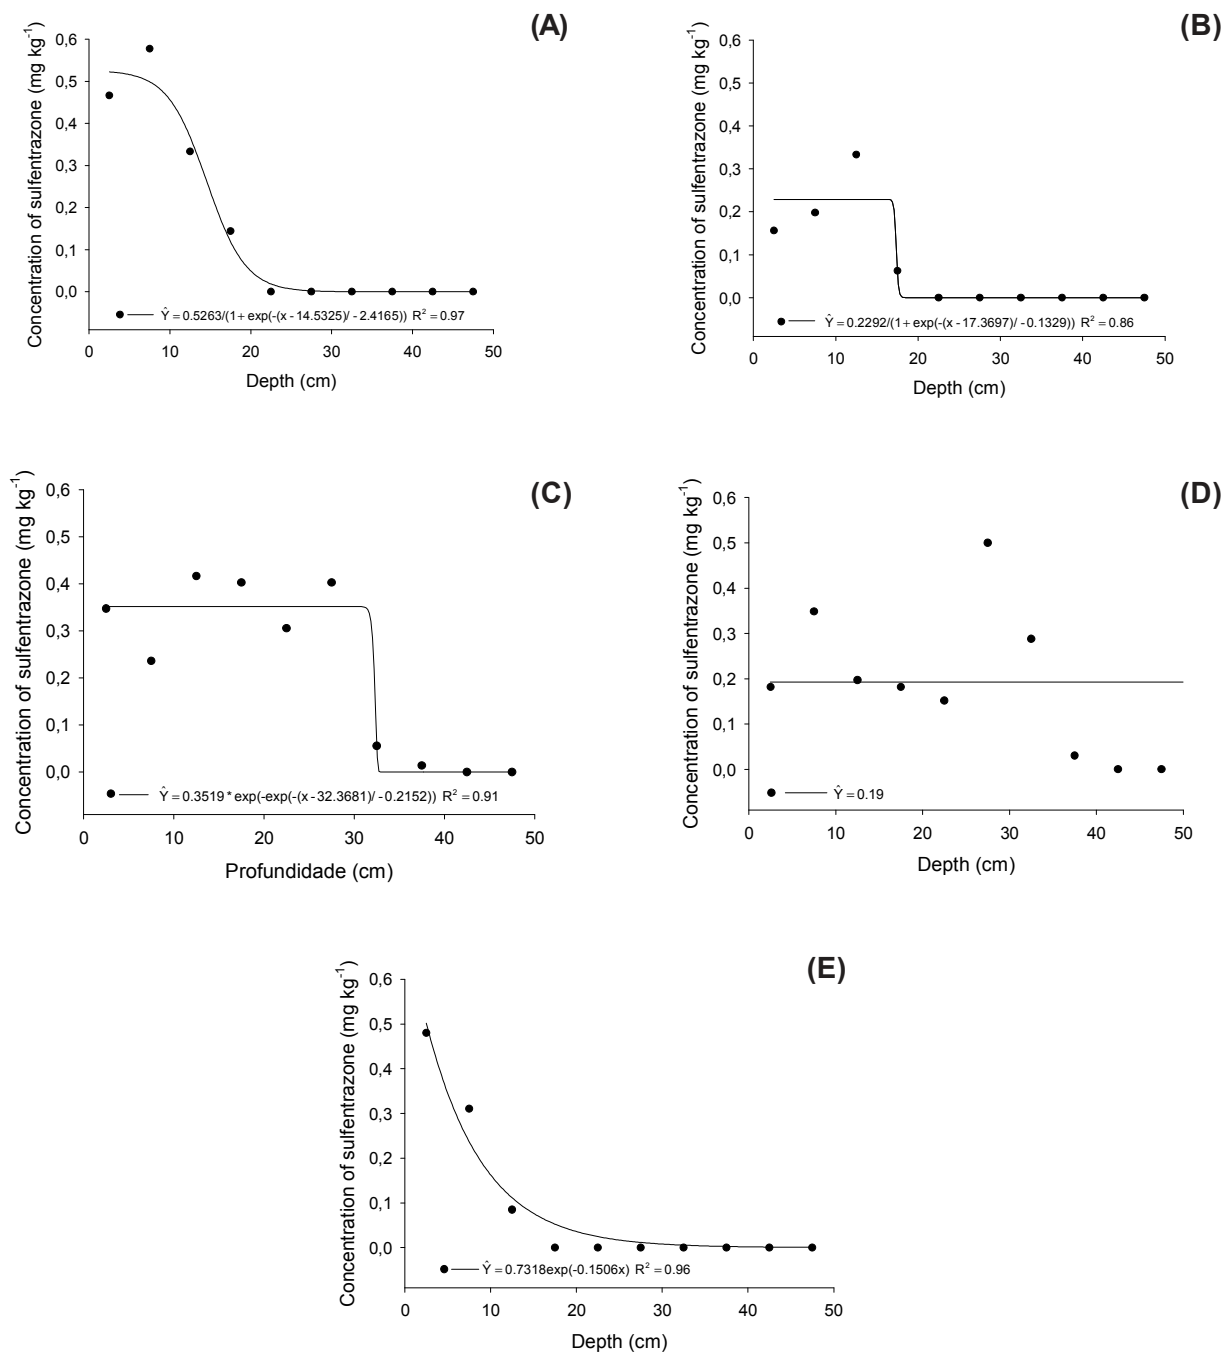 (A)
Concentration of sulfentrazone (mg kg-1)
0,6
0,5
0,4
0,3
0,2
0,1
0,0
Ŷ = 0.5263/(1+ exp(-(x - 14.5325)/ - 2.4165)) R2 = 0.97
0 10 20 30 40 50
Depth (cm)
(B)
Concentration of sulfentrazone (mg kg-1)
0,6
0,5
0,4
0,3
0,2
0,1
0,0
Ŷ = 0.2292/(1+ exp(-(x - 17.3697)/ - 0.1329)) R2 = 0.86
0 10 20 30 40 50
Depth (cm)
(C)
Concentration of sulfentrazone (mg kg-1)
0,6
0,5
0,4
0,3
0,2
0,1
0,0
Ŷ = 0.3519 * exp(-exp(-(x - 32.3681)/ - 0.2152)) R2 = 0.91
0 10 20 30 40 50
Profundidade (cm)
(D)
Concentration of sulfentrazone (mg kg-1)
0,6
0,5
0,4
0,3
0,2
0,1
0,0
Ŷ = 0.19
0 10 20 30 40 50
Depth (cm)
(E)
Concentration of sulfentrazone (mg kg-1)
0,6
0,5
0,4
0,3
0,2
0,1
0,0
Ŷ = 0.7318exp(-0.1506x) R2 = 0.96
0 10 20 30 40 50
Depth (cm)